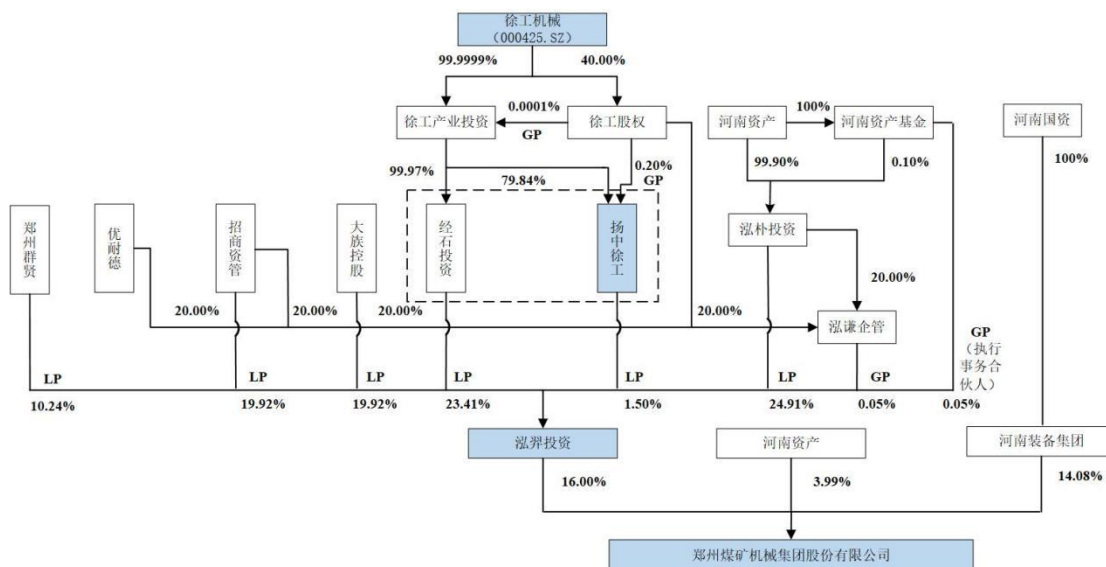 徐工机械
（000425.SZ）
99.9999%
40.00%
徐工产业投资
0.0001%
GP
徐工股权
河南资产
100%
河南资产基金
河南国资
99.97%
79.84%
0.20%
GP
99.90%
0.10%
100%
郑州群贤
优耐德
招商资管
大族控股
经石投资
扬中徐工
泓朴投资
20.00%
20.00%
20.00%
20.00%
20.00%
泓谦企管
GP
（执行
事务合
伙人）
LP
LP
LP
LP
LP
LP
GP
10.24%
19.92%
19.92%
23.41%
1.50%
24.91%
0.05%
0.05%
泓羿投资
河南资产
河南装备集团
16.00%
3.99%
14.08%
郑州煤矿机械集团股份有限公司